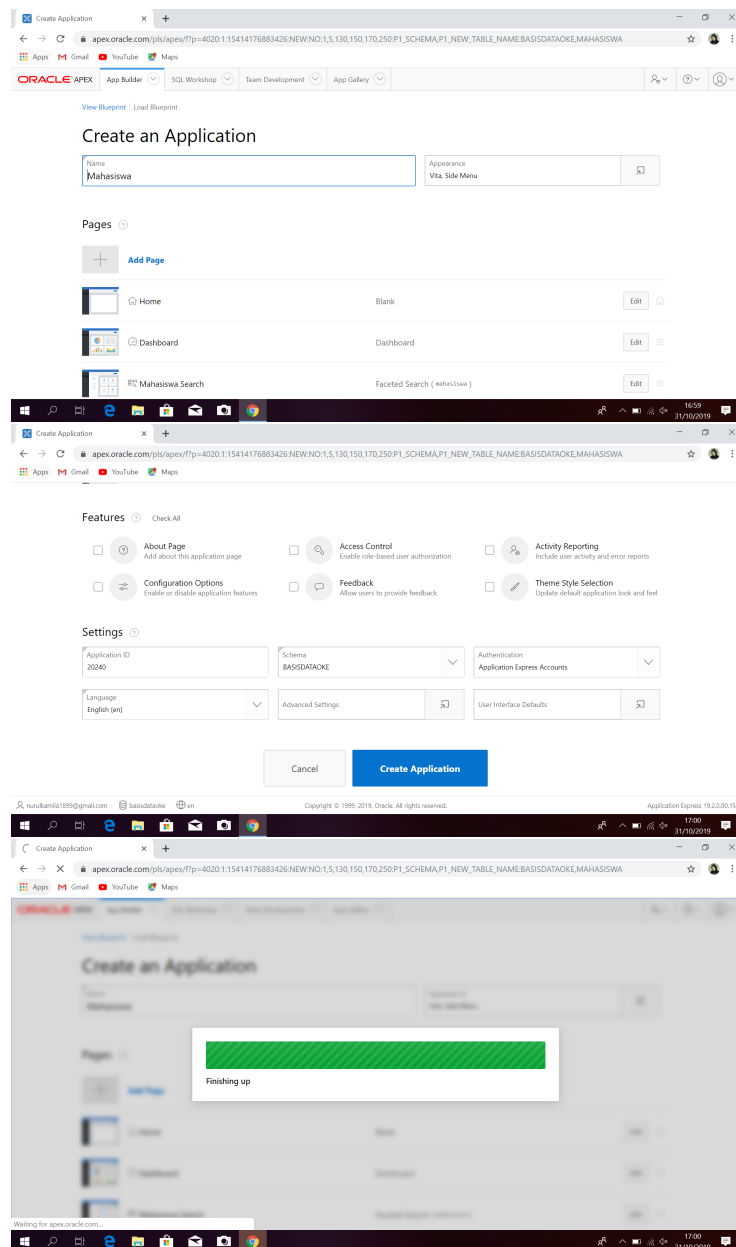 Create Application
apex.oracle.com/pls/apex/f?p=4020:1:15414176883426:NEW:NO:1,5,130,150,170,250:P1_SCHEMA,P1_NEW_TABLE_NAME:BASISDATAOKE,MAHASISWA
Apps Gmail YouTube Maps
ORACLE APEX App Builder SQL Workshop Team Development App Gallery
View Blueprint Load Blueprint
Create an Application
Name
Mahasiswa
Appearance
Vita, Side Menu
Pages
Add Page
Home Blank Edit
Dashboard Dashboard Edit
Mahasiswa Search Faceted Search ( mahasiswa ) Edit
16:59
31/10/2019
Create Application
apex.oracle.com/pls/apex/f?p=4020:1:15414176883426:NEW:NO:1,5,130,150,170,250:P1_SCHEMA,P1_NEW_TABLE_NAME:BASISDATAOKE,MAHASISWA
Apps Gmail YouTube Maps
Features Check All
About Page
Add about this application page
Access Control
Enable role-based user authorization
Activity Reporting
Include user activity and error reports
Configuration Options
Enable or disable application features
Feedback
Allow users to provide feedback
Theme Style Selection
Update default application look and feel
Settings
Application ID
20240
Schema
BASISDATAOKE
Authentication
Application Express Accounts
Language
English (en)
Advanced Settings
User Interface Defaults
Cancel Create Application
nurulkamila1899@gmail.com basisdataoke en Copyright © 1999, 2019, Oracle. All rights reserved. Application Express 19.2.0.00.15
17:00
31/10/2019
Create Application
apex.oracle.com/pls/apex/f?p=4020:1:15414176883426:NEW:NO:1,5,130,150,170,250:P1_SCHEMA,P1_NEW_TABLE_NAME:BASISDATAOKE,MAHASISWA
Apps Gmail YouTube Maps
Create an Application
Pages
Finishing up
Waiting for apex.oracle.com...
17:00
31/10/2019